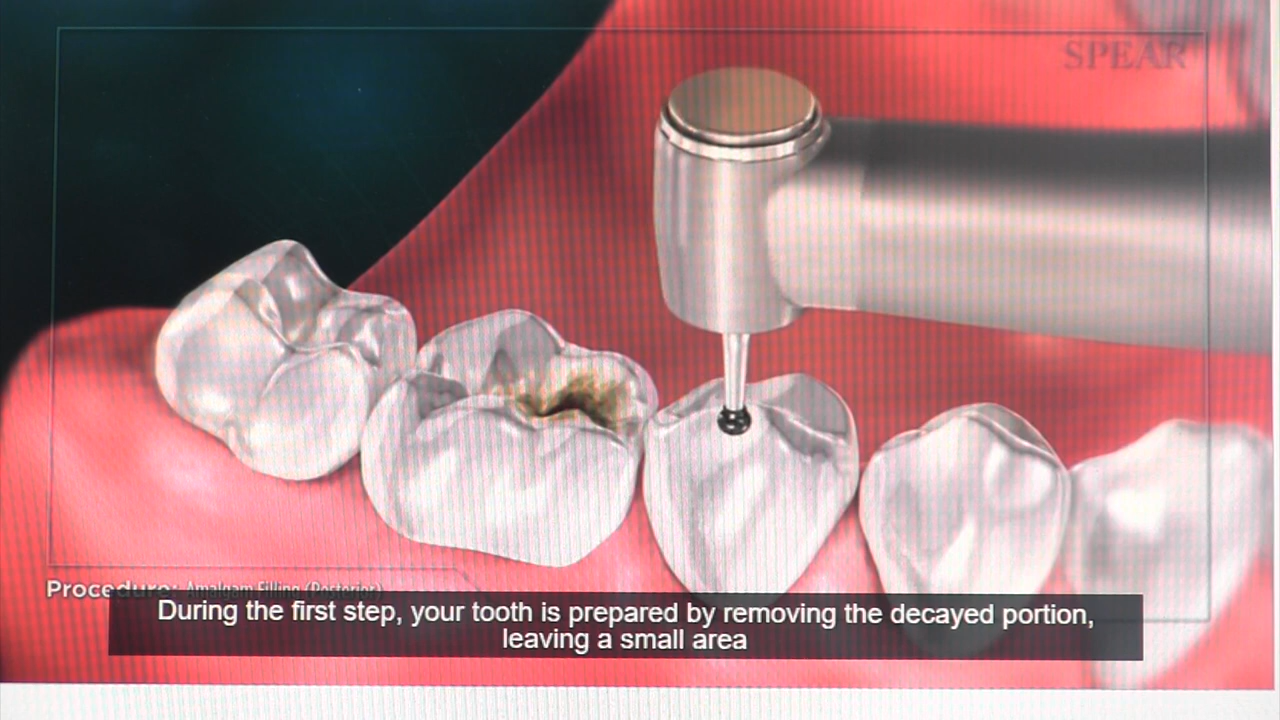 SPEAR
Procedure: Amalgam Filling (Posterior)
During the first step, your tooth is prepared by removing the decayed portion,
leaving a small area